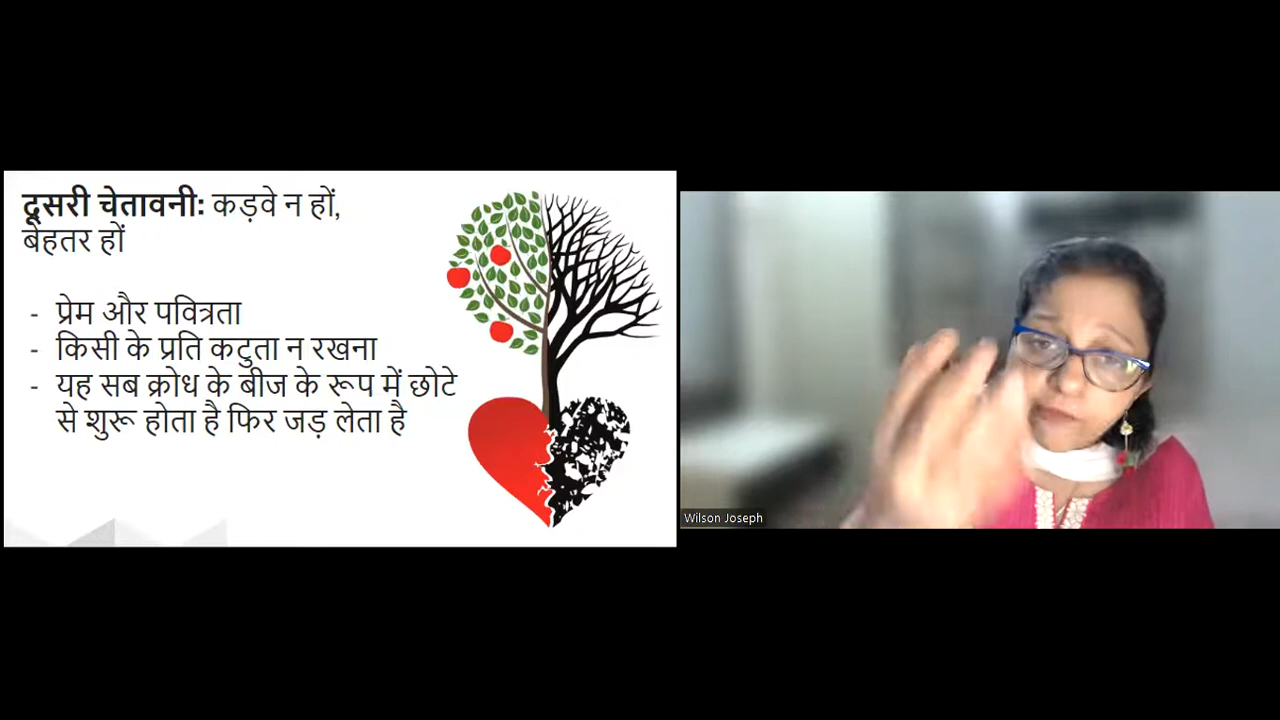 दूसरी चेतावनी: कड़वे न हों,
बेहतर हों
- प्रेम और पवित्रता
- किसी के प्रति कटुता न रखना
- यह सब क्रोध के बीज के रूप में छोटे
से शुरू होता है फिर जड़ लेता है
Wilson Joseph